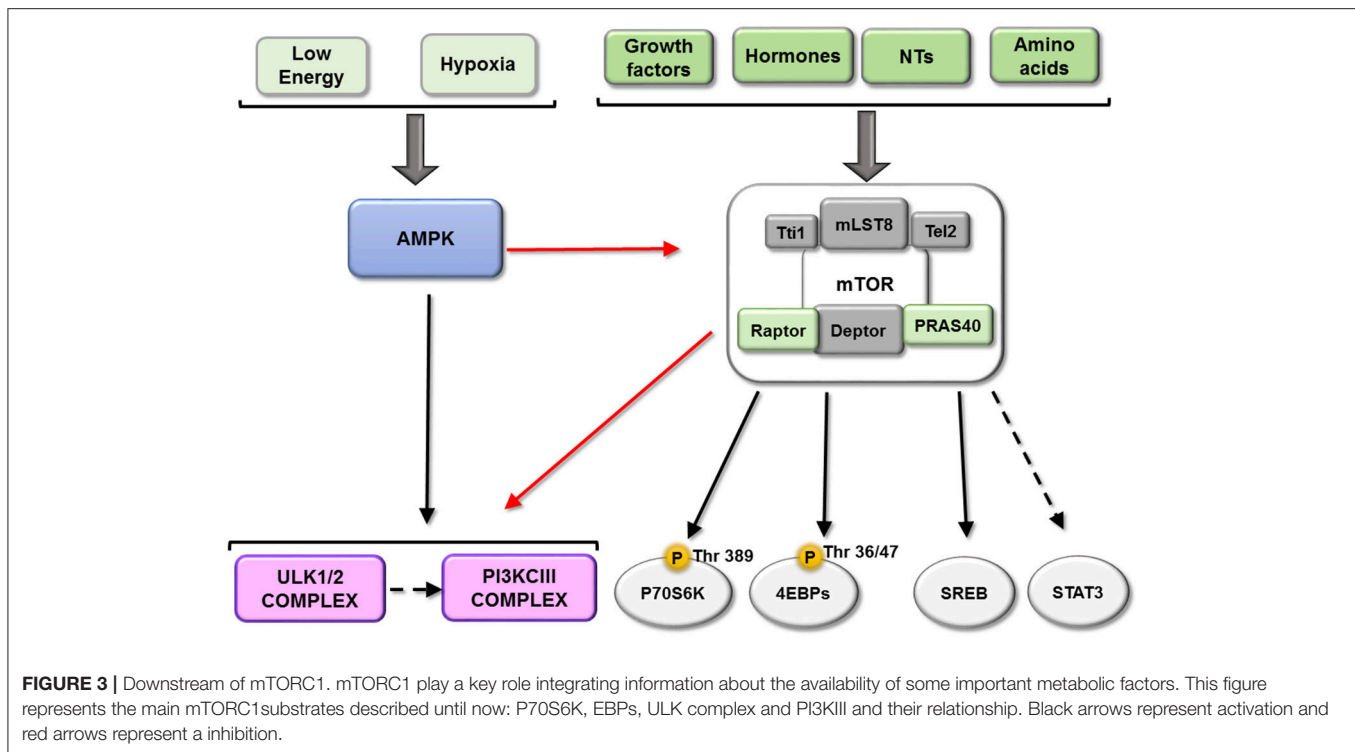 Low
Energy
Hypoxia
Growth
factors
Hormones
NTs
Amino
acids
AMPK
Tti1
mLST8
Tel2
mTOR
Raptor
Deptor
PRAS40
ULK1/2
COMPLEX
PI3KCIII
COMPLEX
P Thr 389
P70S6K
P Thr 36/47
4EBPs
SREB
STAT3
FIGURE 3 | Downstream of mTORC1. mTORC1 play a key role integrating information about the availability of some important metabolic factors. This figure
represents the main mTORC1substrates described until now: P70S6K, EBPs, ULK complex and PI3KIII and their relationship. Black arrows represent activation and
red arrows represent a inhibition.